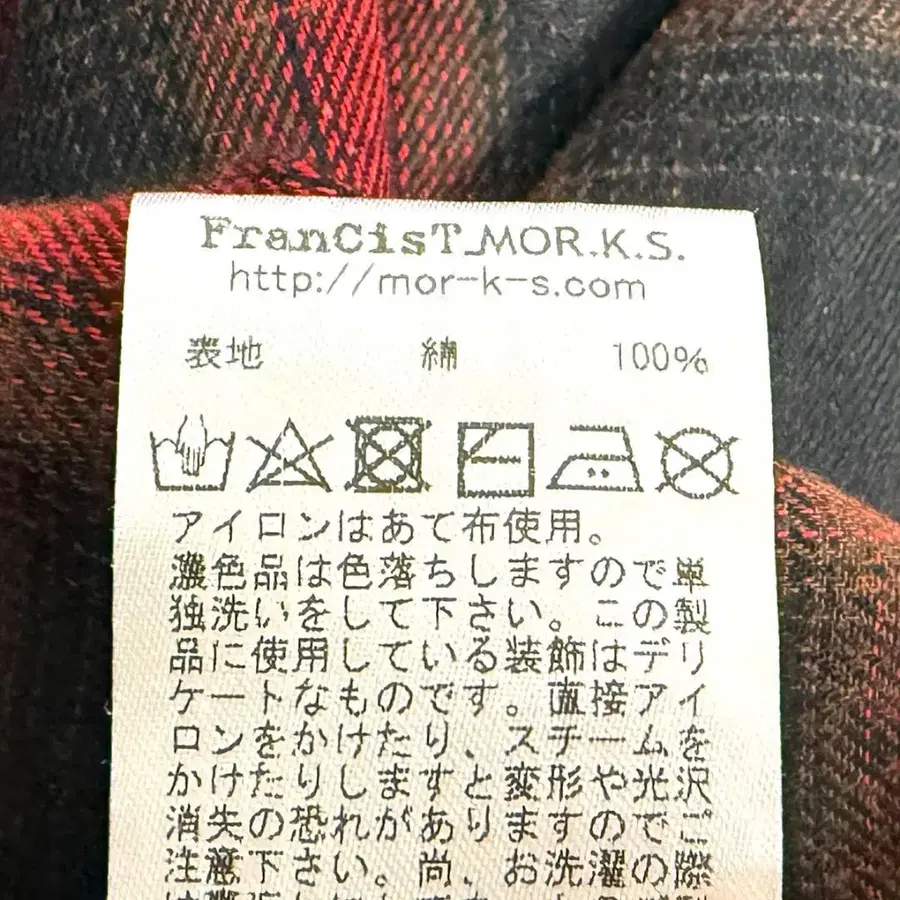 FranCisT_MOR.K.S.
http://mor-k-s.com
表地 綿 100%
アイロンはあて布使用。
濃色品は色落ちしますので単
独洗いをして下さい。この製
品に使用している装飾はデリ
ケートなものです。直接アイ
ロンをかけたり、スチームを
かけたりしますと変形や光沢
消失の恐れがありますのでご
注意下さい。尚、お洗濯の際